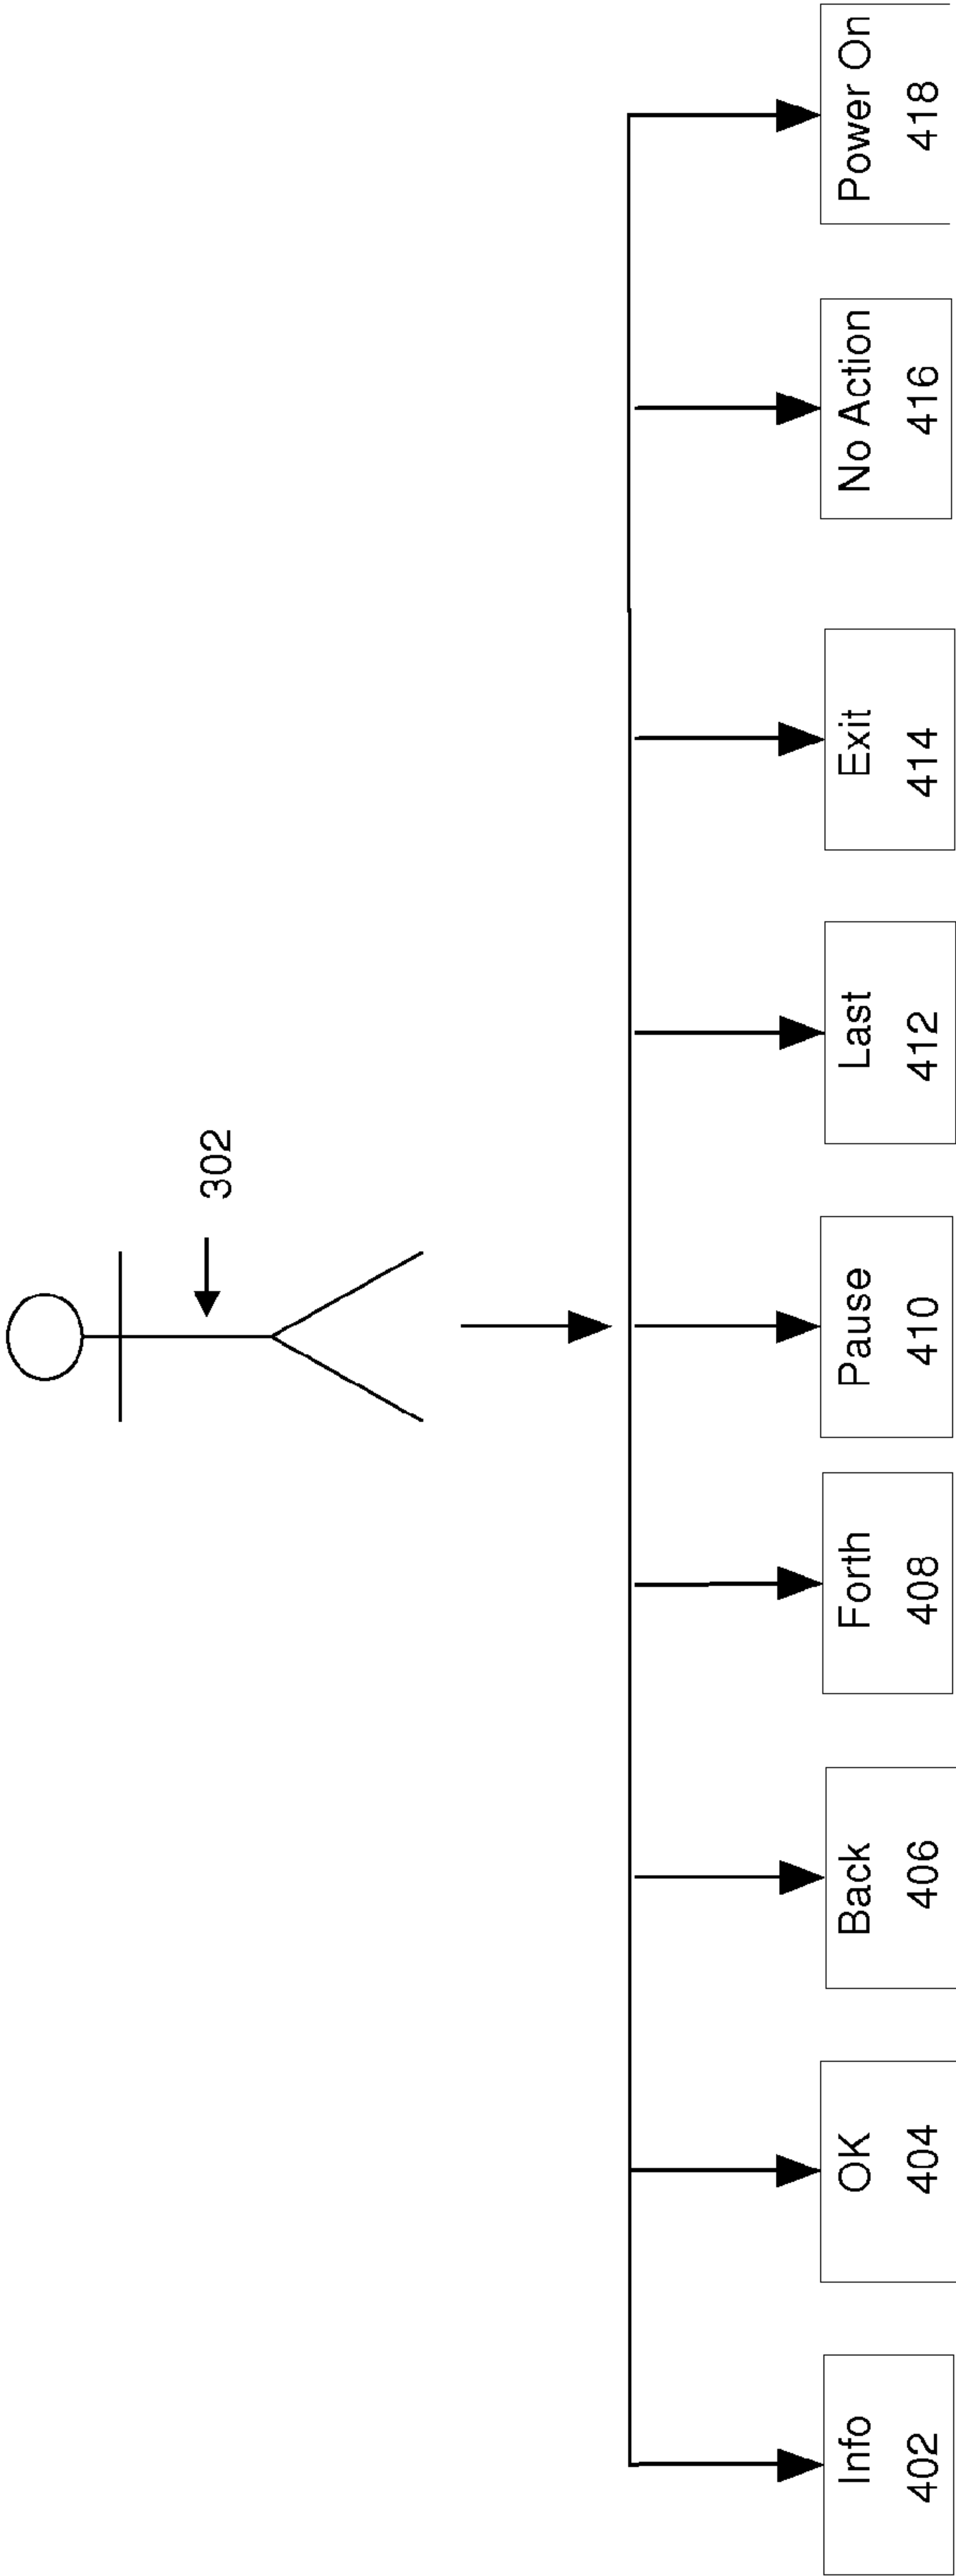 302
Info
402
OK
404
Back
406
Forth
408
Pause
410
Last
412
Exit
414
No Action
416
Power On
418